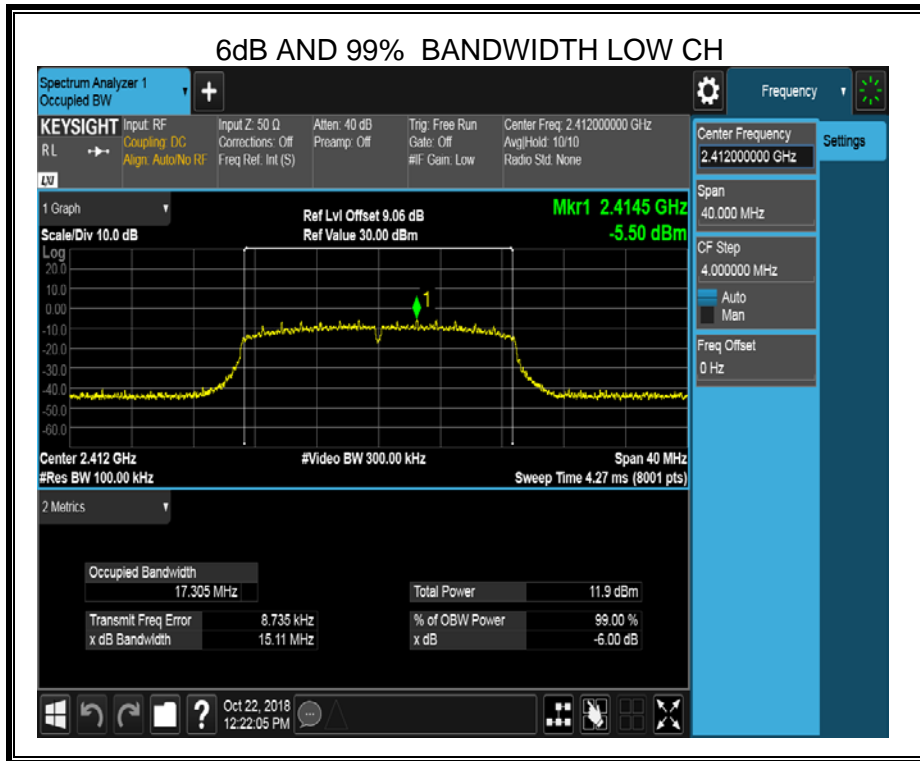 6dB AND 99% BANDWIDTH LOW CH
Spectrum Analyzer 1
Occupied BW
+
Frequency
KEYSIGHT
RL
LXI
Input: RF
Coupling: DC
Align: Auto/No RF
Input Z: 50 Ω
Corrections: Off
Freq Ref: Int (S)
Atten: 40 dB
Preamp: Off
Trig: Free Run
Gate: Off
#IF Gain: Low
Center Freq: 2.412000000 GHz
Avg|Hold: 10/10
Radio Std: None
Center Frequency
2.412000000 GHz
Settings
Span
40.000 MHz
CF Step
4.000000 MHz
Auto
Man
Freq Offset
0 Hz
1 Graph
Scale/Div 10.0 dB
Ref Lvl Offset 9.06 dB
Ref Value 30.00 dBm
Mkr1 2.4145 GHz
-5.50 dBm
Log
20.0
10.0
0.00
-10.0
-20.0
-30.0
-40.0
-50.0
-60.0
1
Center 2.412 GHz
#Video BW 300.00 kHz
Span 40 MHz
#Res BW 100.00 kHz
Sweep Time 4.27 ms (8001 pts)
2 Metrics
Occupied Bandwidth
17.305 MHz
Total Power 11.9 dBm
Transmit Freq Error 8.735 kHz
% of OBW Power 99.00 %
x dB Bandwidth 15.11 MHz
x dB -6.00 dB
?
Oct 22, 2018
12:22:05 PM